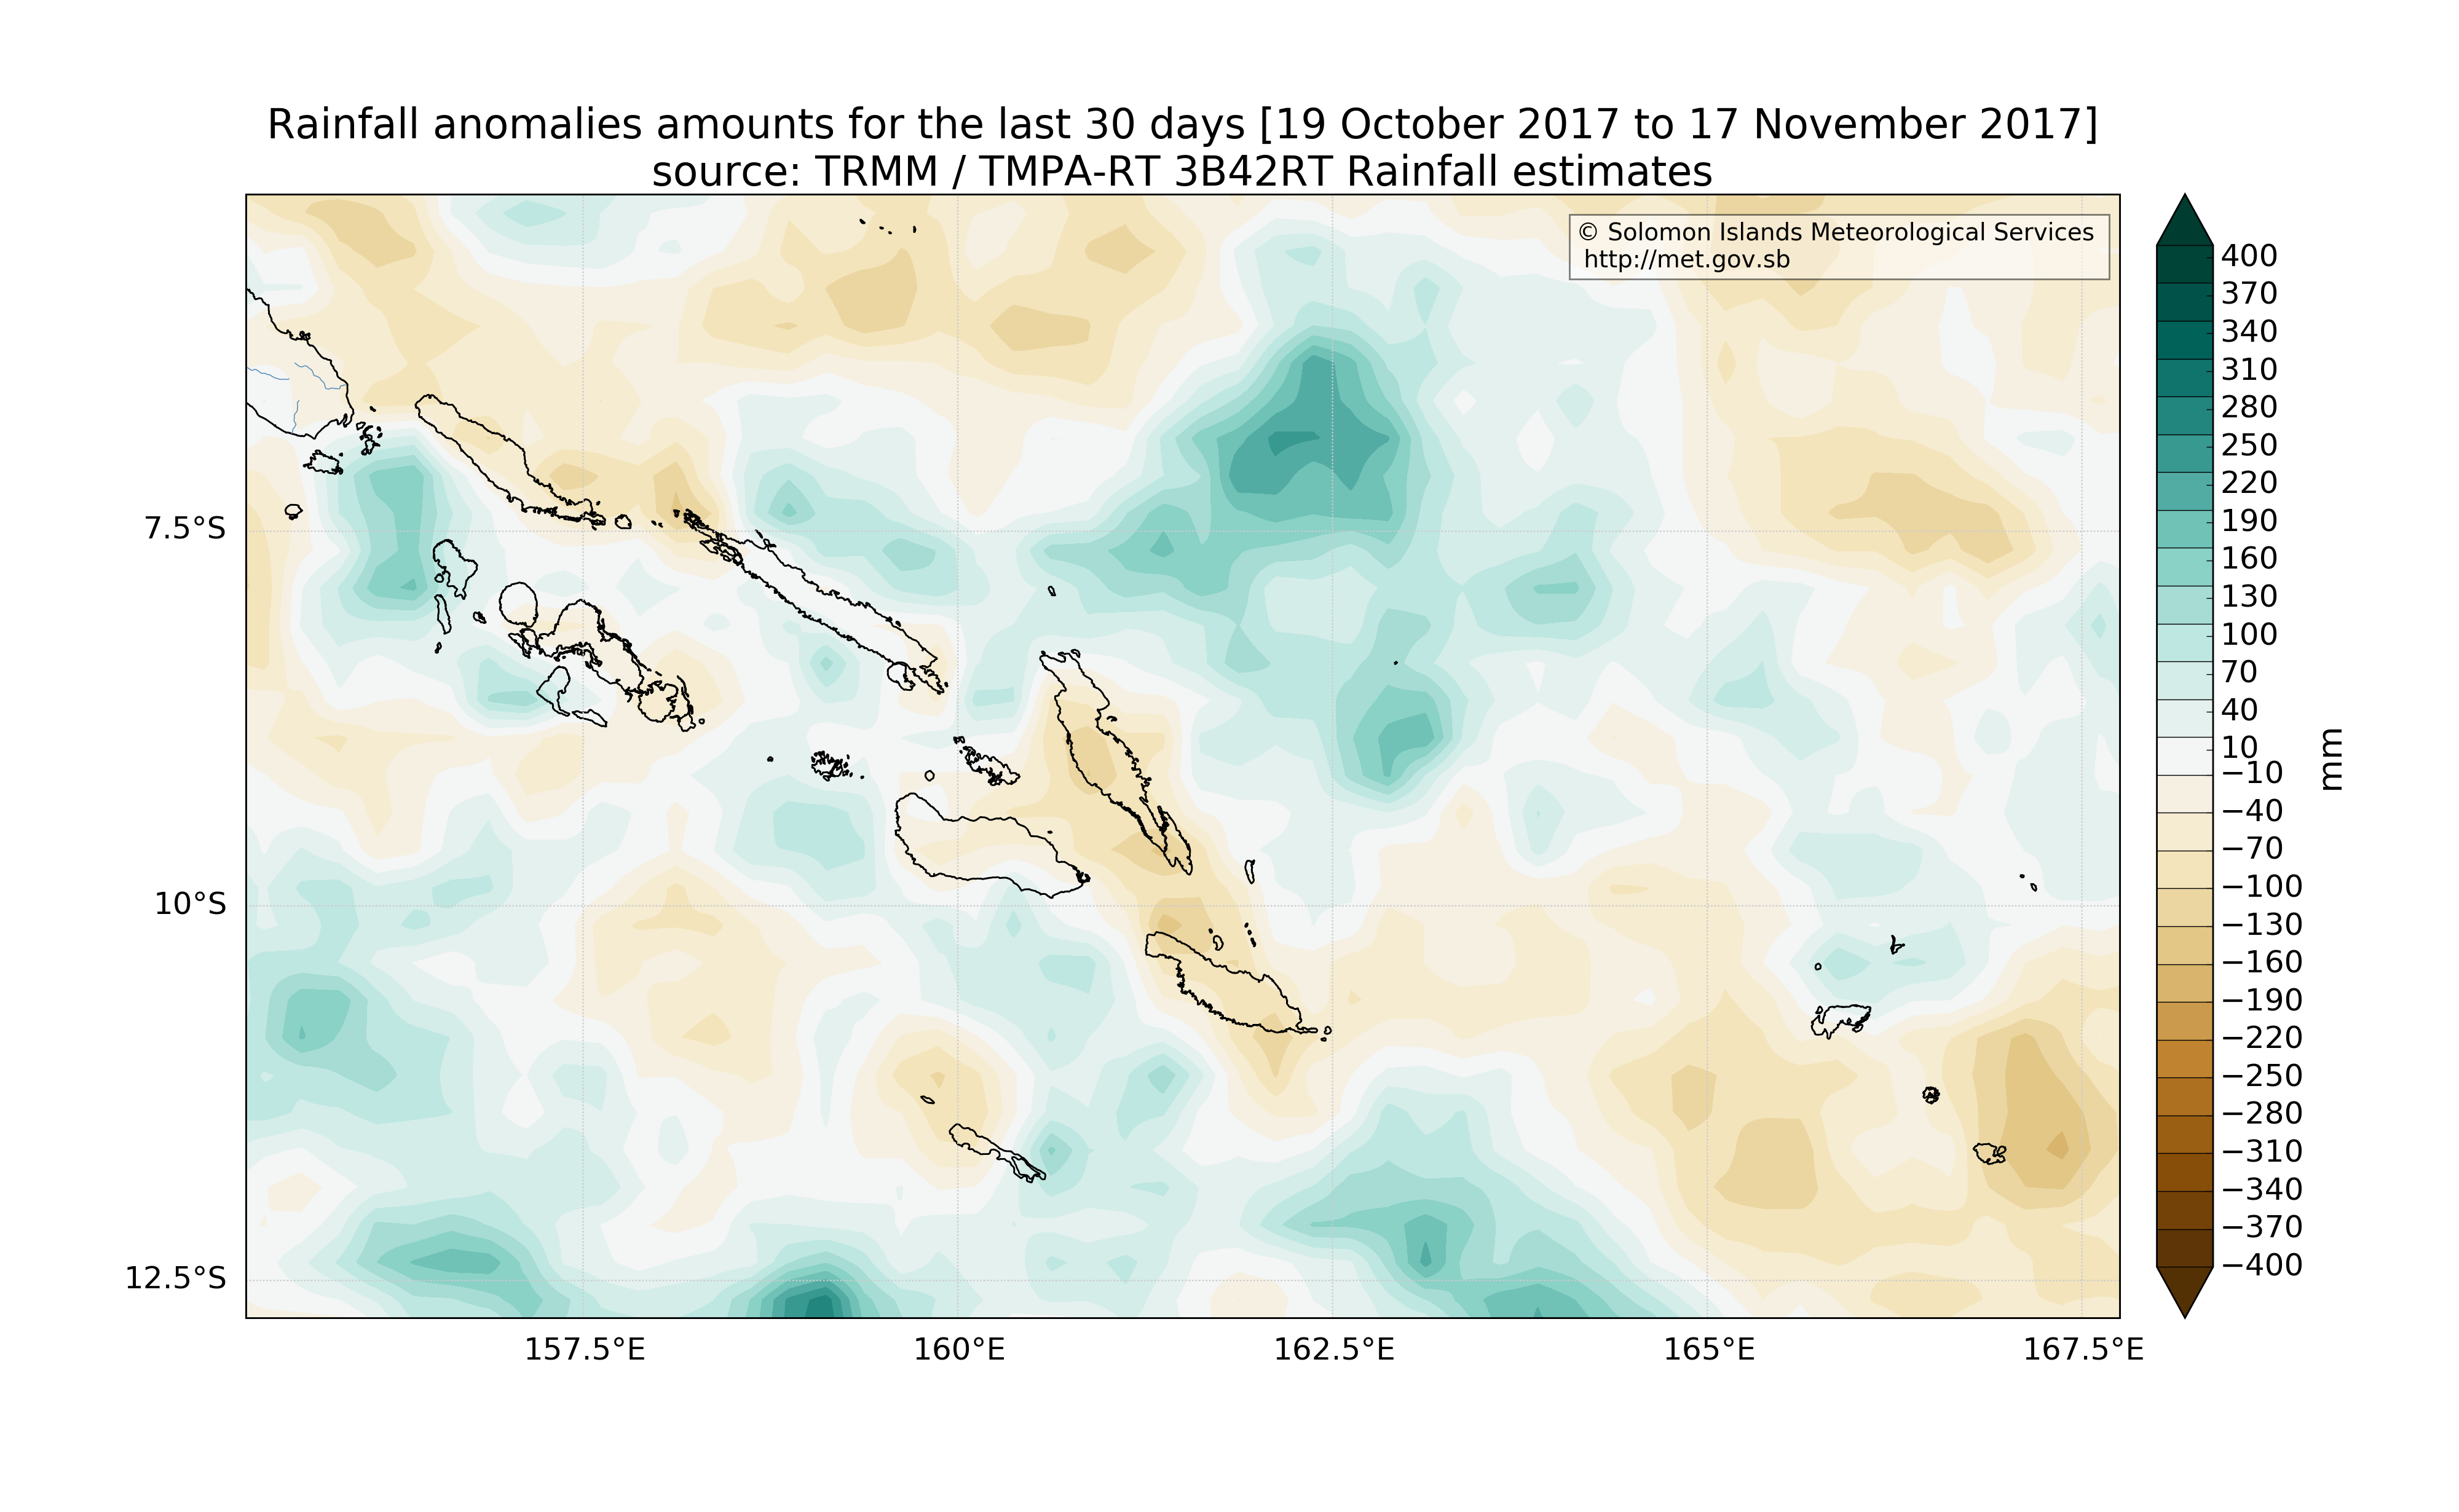 Rainfall anomalies amounts for the last 30 days [19 October 2017 to 17 November 2017]
source: TRMM / TMPA-RT 3B42RT Rainfall estimates
© Solomon Islands Meteorological Services
http://met.gov.sb
7.5°S
10°S
12.5°S
157.5°E
160°E
162.5°E
165°E
167.5°E
400
370
340
310
280
250
220
190
160
130
100
70
40
10
−10
−40
−70
−100
−130
−160
−190
−220
−250
−280
−310
−340
−370
−400
mm